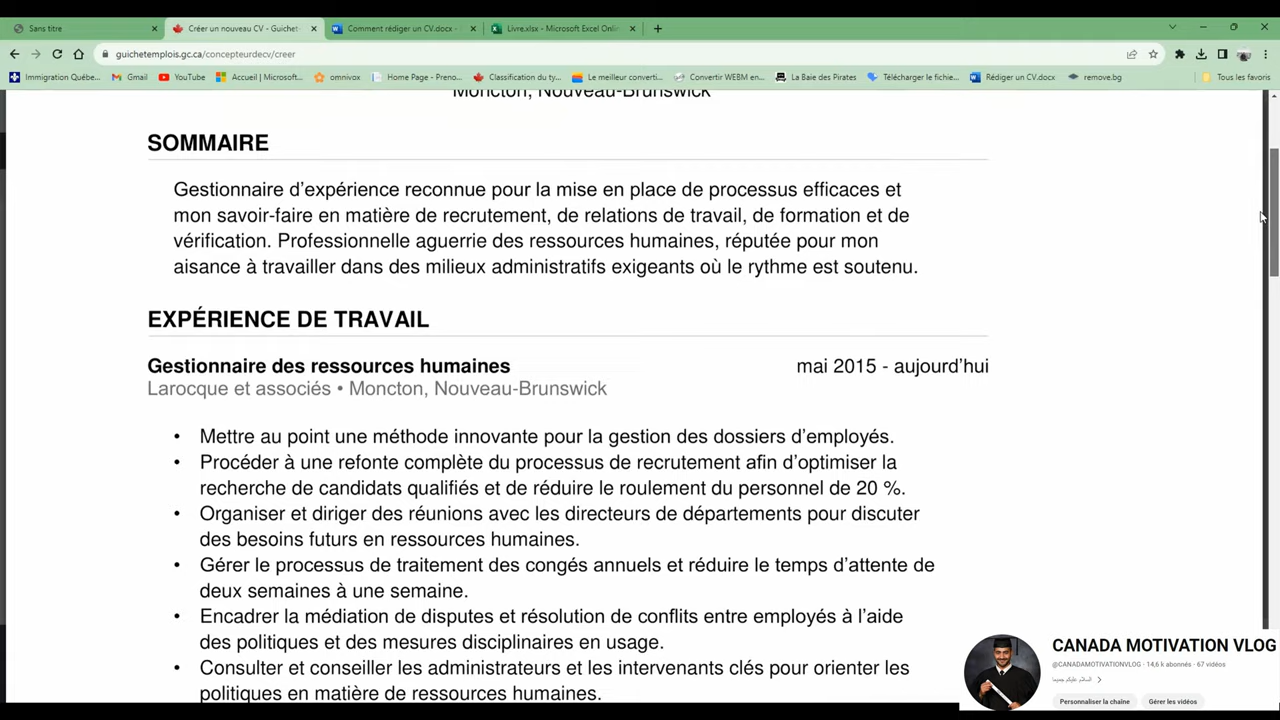 Sans titre
Créer un nouveau CV - Guichet-
Comment rédiger un CV.docx -
Livre.xlsx - Microsoft Excel Onlin
guichetemplois.gc.ca/concepteurdecv/creer
Immigration Québe...
Gmail
YouTube
Accueil | Microsoft...
omnivox
Home Page - Preno...
Classification du ty...
Le meilleur converti...
Convertir WEBM en...
La Baie des Pirates
Télécharger le fichie...
Rédiger un CV.docx
remove.bg
Tous les favoris
Moncton, Nouveau-Brunswick
SOMMAIRE
Gestionnaire d’expérience reconnue pour la mise en place de processus efficaces et
mon savoir-faire en matière de recrutement, de relations de travail, de formation et de
vérification. Professionnelle aguerrie des ressources humaines, réputée pour mon
aisance à travailler dans des milieux administratifs exigeants où le rythme est soutenu.
EXPÉRIENCE DE TRAVAIL
Gestionnaire des ressources humaines mai 2015 - aujourd’hui
Larocque et associés • Moncton, Nouveau-Brunswick
• Mettre au point une méthode innovante pour la gestion des dossiers d’employés.
• Procéder à une refonte complète du processus de recrutement afin d’optimiser la
recherche de candidats qualifiés et de réduire le roulement du personnel de 20 %.
• Organiser et diriger des réunions avec les directeurs de départements pour discuter
des besoins futurs en ressources humaines.
• Gérer le processus de traitement des congés annuels et réduire le temps d’attente de
deux semaines à une semaine.
• Encadrer la médiation de disputes et résolution de conflits entre employés à l’aide
des politiques et des mesures disciplinaires en usage.
• Consulter et conseiller les administrateurs et les intervenants clés pour orienter les
politiques en matière de ressources humaines.
CANADA MOTIVATION VLOG
@CANADAMOTIVATIONVLOG · 14,6 k abonnés · 67 vidéos
السلام عليكم جميعا
Personnaliser la chaîne
Gérer les vidéos